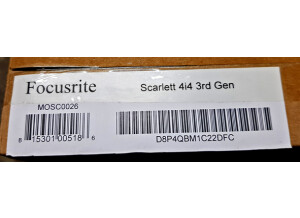 Focusrite
Scarlett 4i4 3rd Gen
MOSC0026
8 15301 00518 6
D8P4QBM1C22DFC